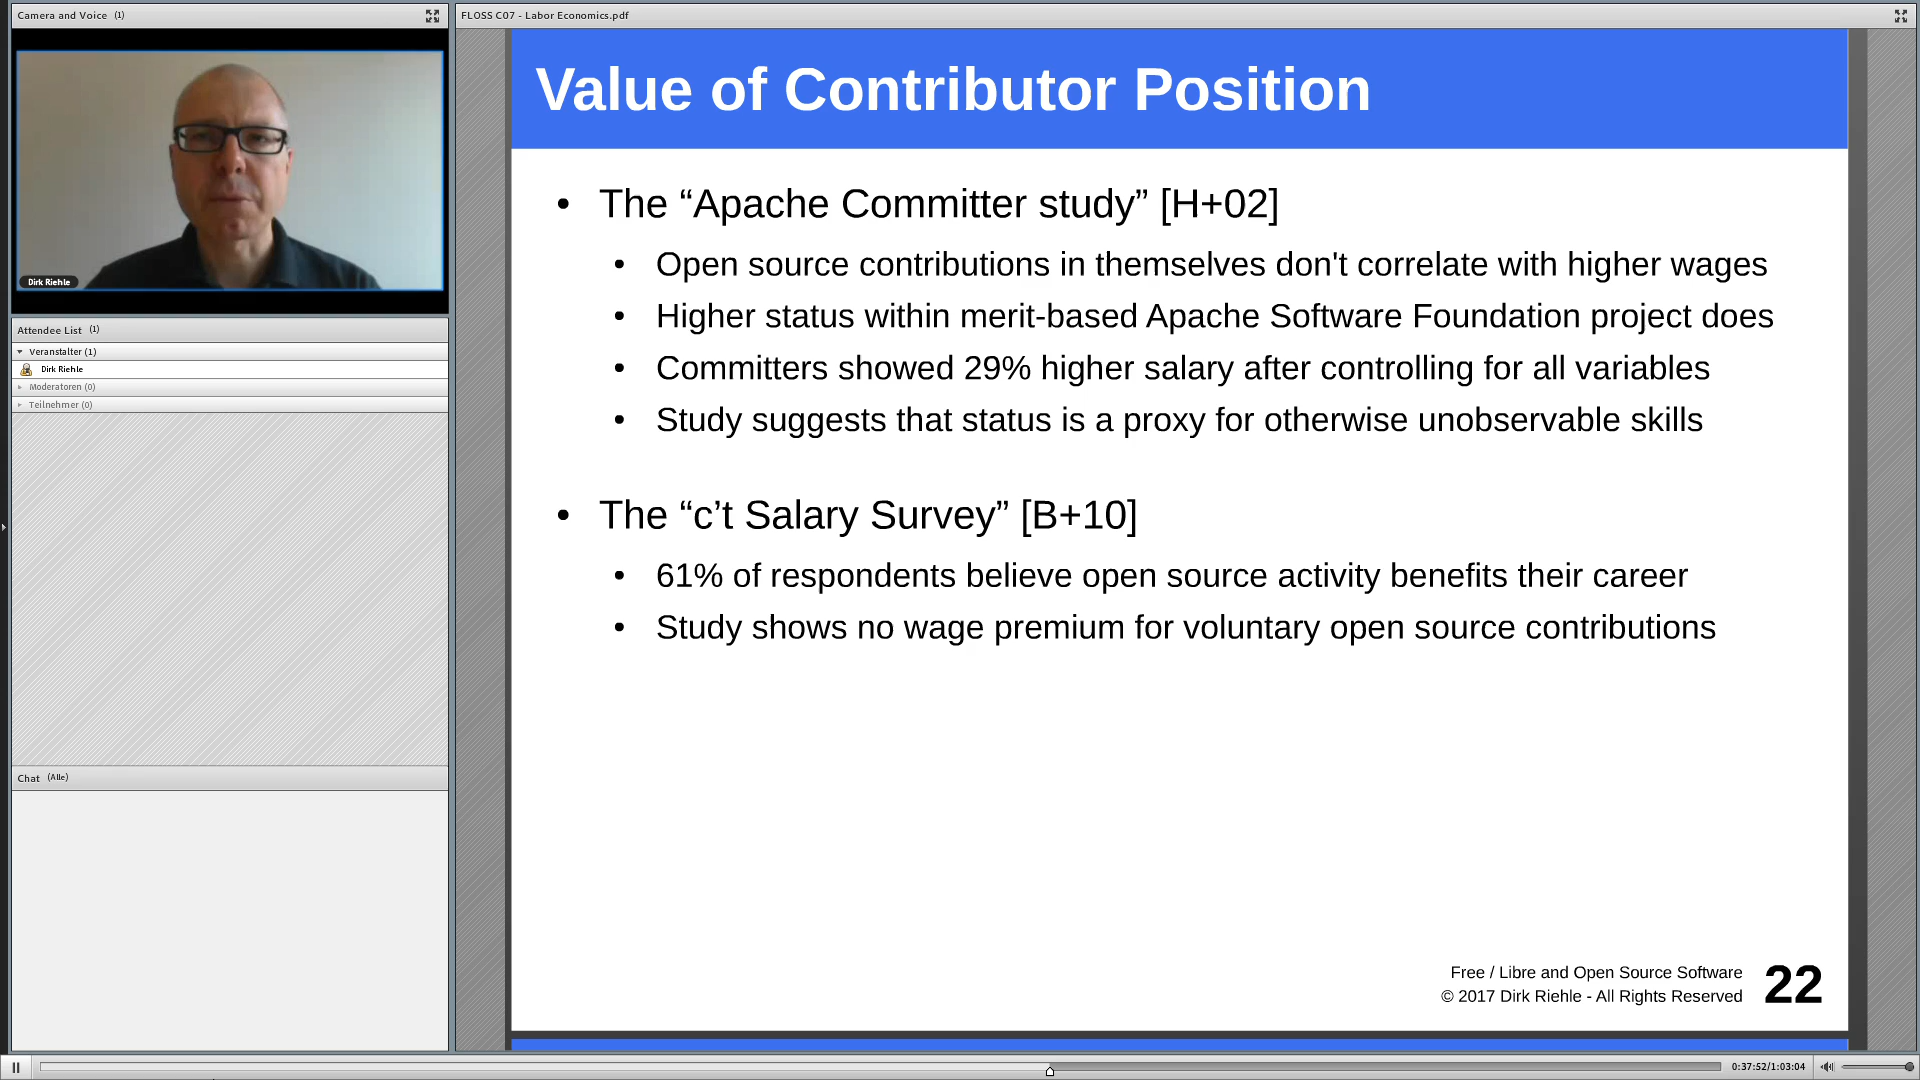 Camera and Voice (1)
Dirk Riehle
Attendee List (1)
Veranstalter (1)
Dirk Riehle
Moderatoren (0)
Teilnehmer (0)
Chat (Alle)
FLOSS C07 - Labor Economics.pdf
Value of Contributor Position
• The “Apache Committer study” [H+02]
• Open source contributions in themselves don't correlate with higher wages
• Higher status within merit-based Apache Software Foundation project does
• Committers showed 29% higher salary after controlling for all variables
• Study suggests that status is a proxy for otherwise unobservable skills
• The “c’t Salary Survey” [B+10]
• 61% of respondents believe open source activity benefits their career
• Study shows no wage premium for voluntary open source contributions
Free / Libre and Open Source Software
© 2017 Dirk Riehle - All Rights Reserved
22
0:37:52/1:03:04